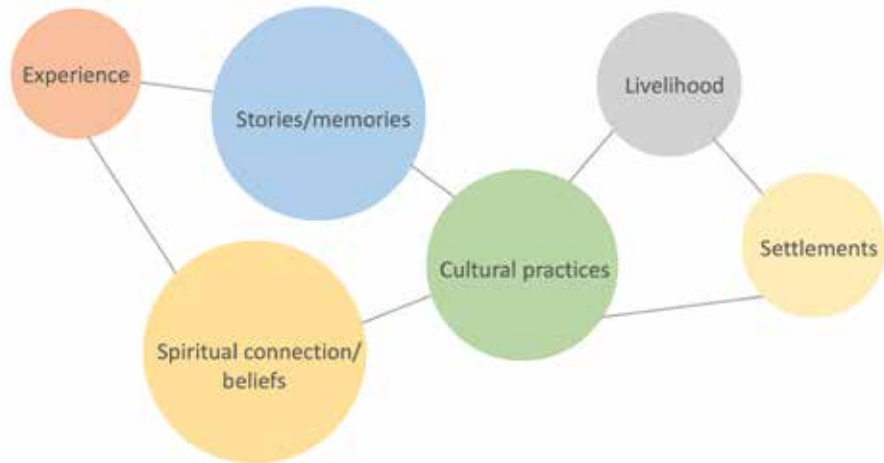 Experience
Stories/memories
Livelihood
Settlements
Cultural practices
Spiritual connection/
beliefs